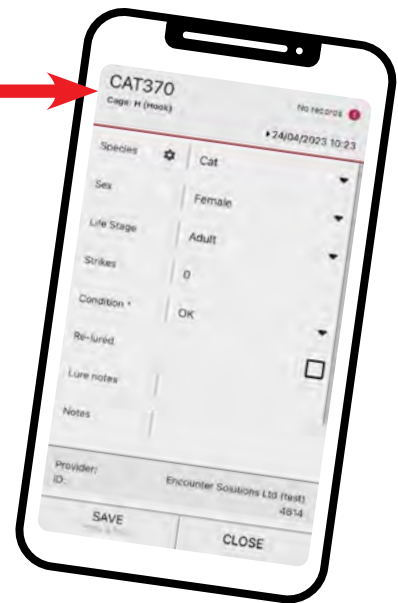 CAT370
Cage: H (Hook)
No records
24/04/2023 10:23
Species Cat
Sex Female
Life Stage Adult
Strikes 0
Condition * OK
Re-lured
Lure notes
Notes
Provider: Encounter Solutions Ltd (test)
ID: 4814
SAVE
CLOSE